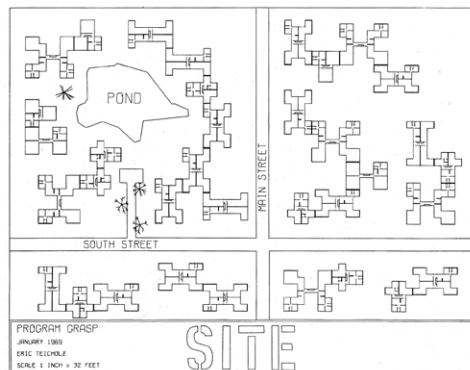 POND
MAIN STREET
SOUTH STREET
PROGRAM GRASP
JANUARY 1969
ERIC TEICHOLZ
SCALE 1 INCH = 32 FEET
SITE